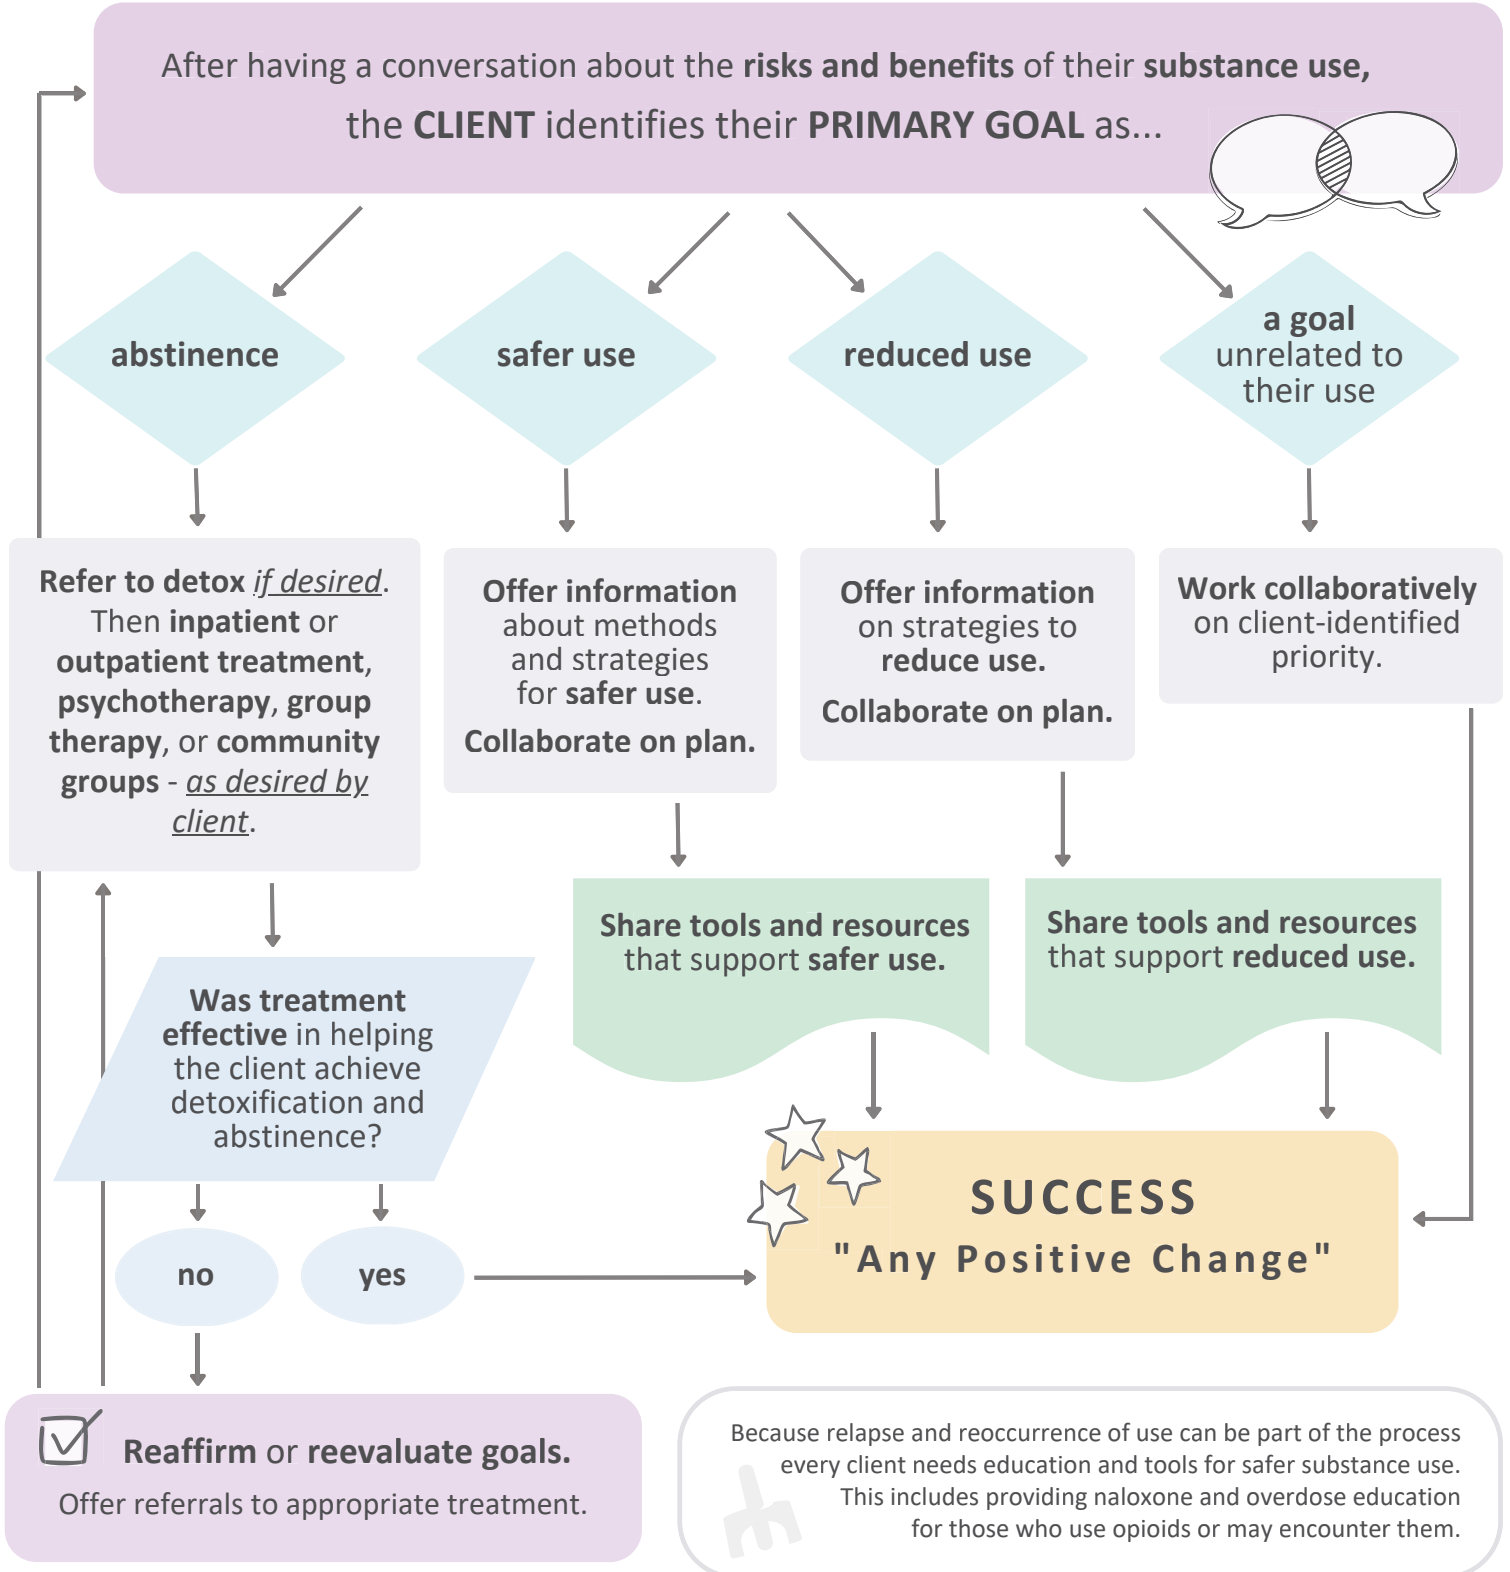 After having a conversation about the risks and benefits of their substance use,
the CLIENT identifies their PRIMARY GOAL as...
abstinence
safer use
reduced use
a goal
unrelated to
their use
Refer to detox if desired.
Then inpatient or
outpatient treatment,
psychotherapy, group
therapy, or community
groups - as desired by
client.
Offer information
about methods
and strategies
for safer use.
Collaborate on plan.
Offer information
on strategies to
reduce use.
Collaborate on plan.
Work collaboratively
on client-identified
priority.
Share tools and resources
that support safer use.
Share tools and resources
that support reduced use.
Was treatment
effective in helping
the client achieve
detoxification and
abstinence?
no
yes
SUCCESS
"Any Positive Change"
Reaffirm or reevaluate goals.
Offer referrals to appropriate treatment.
Because relapse and reoccurrence of use can be part of the process
every client needs education and tools for safer substance use.
This includes providing naloxone and overdose education
for those who use opioids or may encounter them.